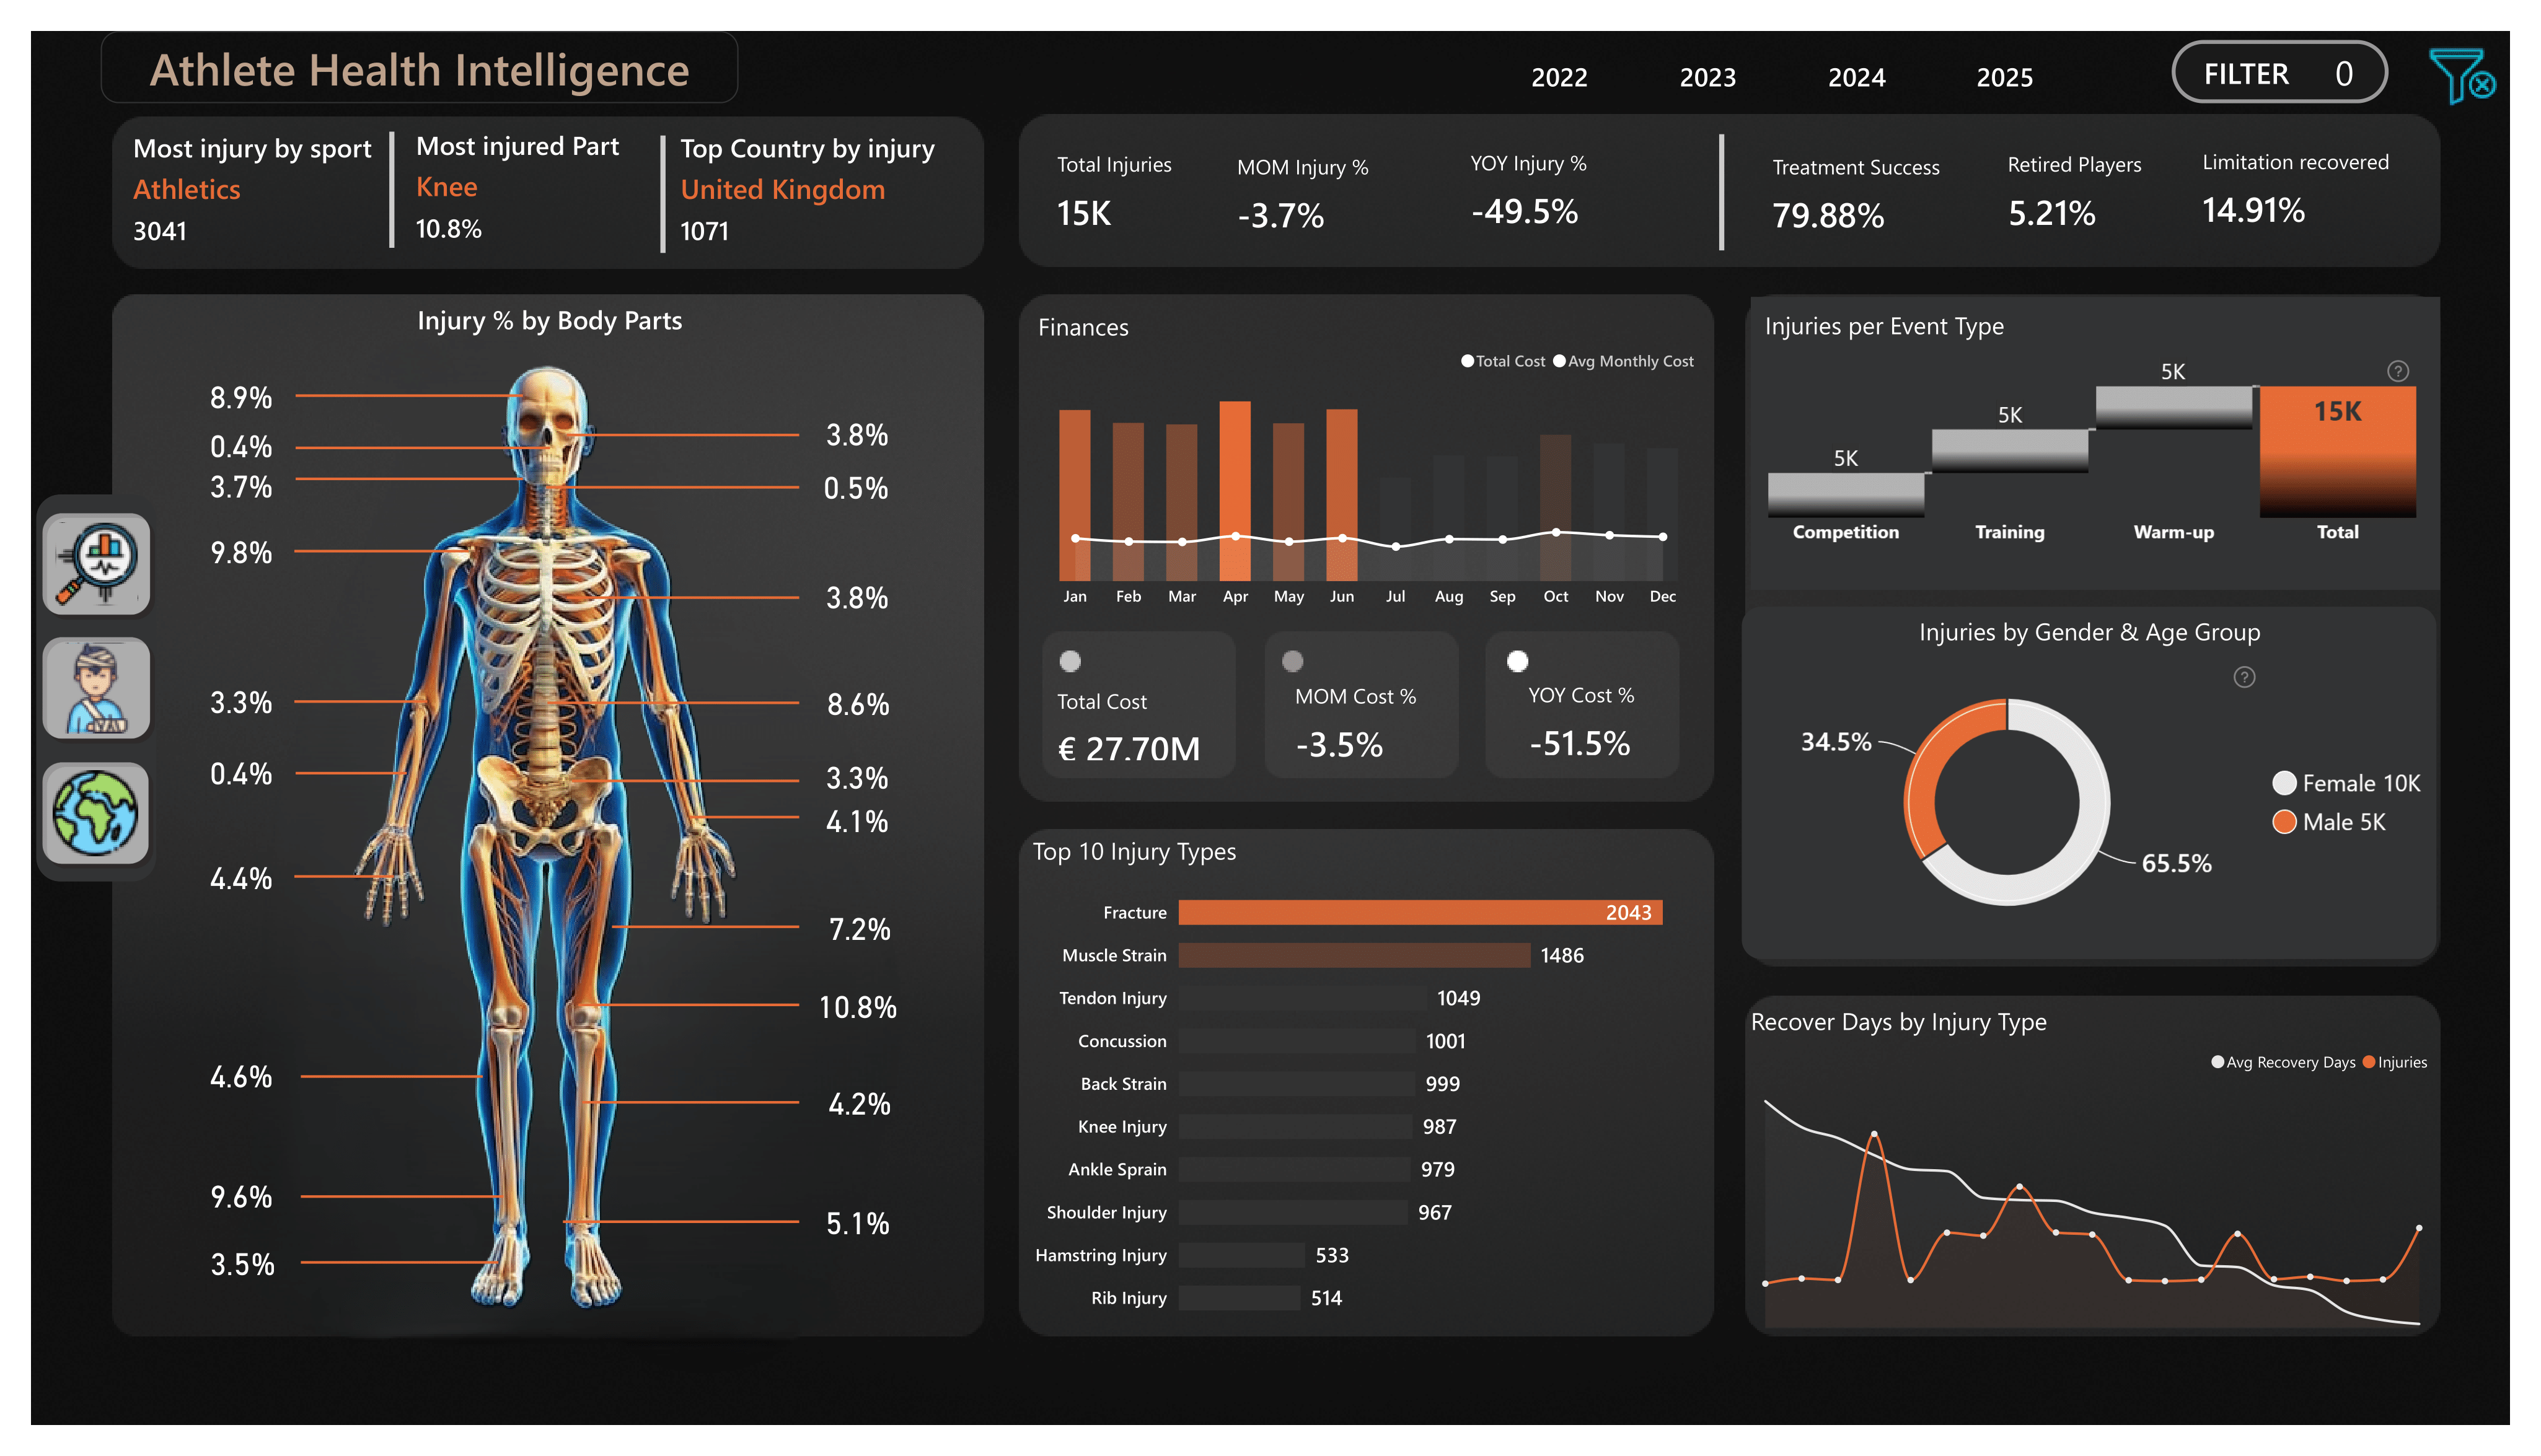 Athlete Health Intelligence
2022 2023 2024 2025
FILTER 0
Most injury by sport
Athletics
3041
Most injured Part
Knee
10.8%
Top Country by injury
United Kingdom
1071
Total Injuries
15K
MOM Injury %
-3.7%
YOY Injury %
-49.5%
Treatment Success
79.88%
Retired Players
5.21%
Limitation recovered
14.91%
Injury % by Body Parts
8.9%
0.4%
3.7%
9.8%
3.3%
0.4%
4.4%
4.6%
9.6%
3.5%
3.8%
0.5%
3.8%
8.6%
3.3%
4.1%
7.2%
10.8%
4.2%
5.1%
Finances
Total Cost Avg Monthly Cost
Jan Feb Mar Apr May Jun Jul Aug Sep Oct Nov Dec
Total Cost
€ 27.70M
MOM Cost %
-3.5%
YOY Cost %
-51.5%
Top 10 Injury Types
Fracture 2043
Muscle Strain 1486
Tendon Injury 1049
Concussion 1001
Back Strain 999
Knee Injury 987
Ankle Sprain 979
Shoulder Injury 967
Hamstring Injury 533
Rib Injury 514
Injuries per Event Type
?
5K 5K 5K 15K
Competition Training Warm-up Total
Injuries by Gender & Age Group
?
34.5%
65.5%
Female 10K
Male 5K
Recover Days by Injury Type
Avg Recovery Days Injuries